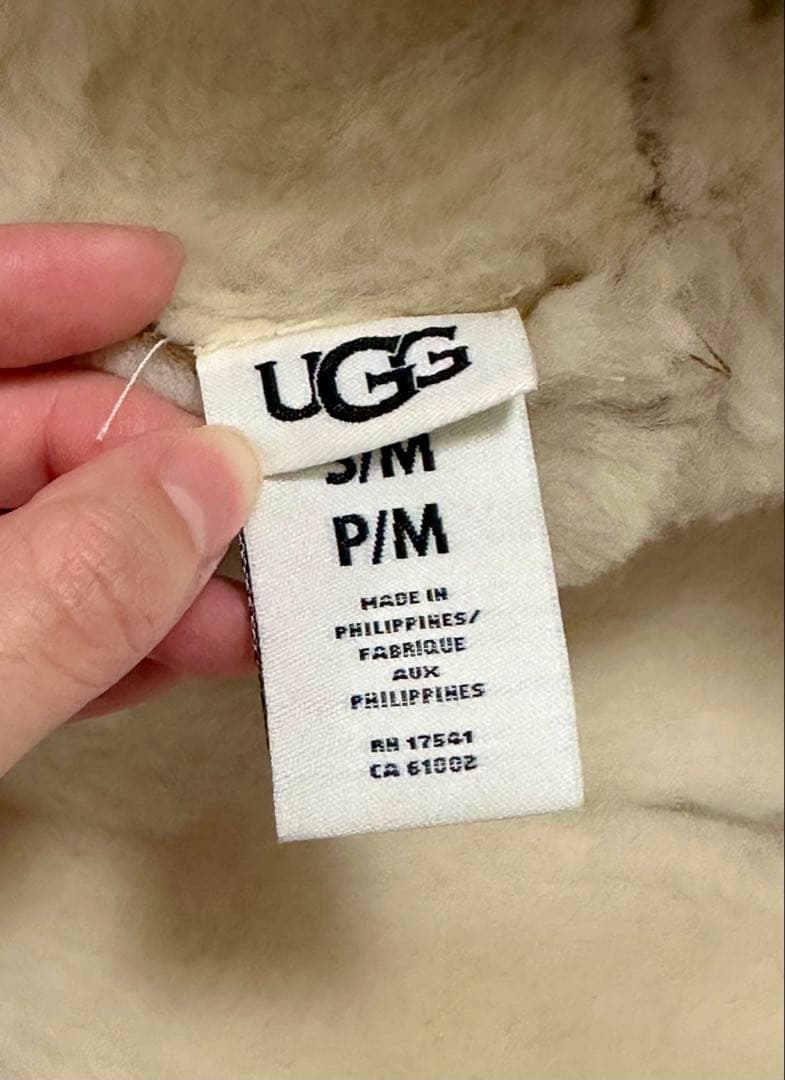 UGG
S/M
P/M
MADE IN
PHILIPPINES/
FABRIQUE
AUX
PHILIPPINES
RN 17541
CA 61002